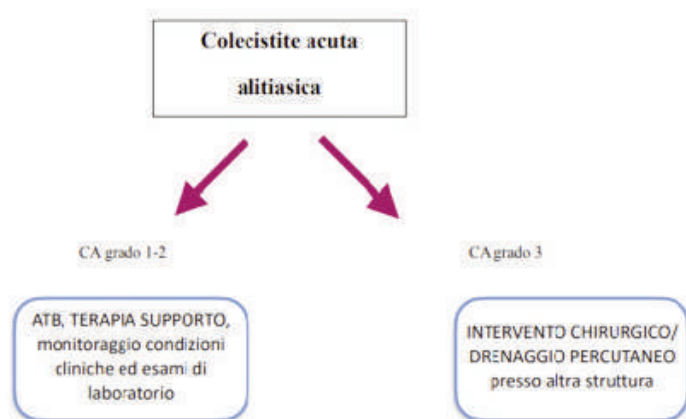 Colecistite acuta
alitiasica
CA grado 1-2
CA grado 3
ATB, TERAPIA SUPPORTO,
monitoraggio condizioni
cliniche ed esami di
laboratorio
INTERVENTO CHIRURGICO/
DRENAGGIO PERCUTANEO
presso altra struttura